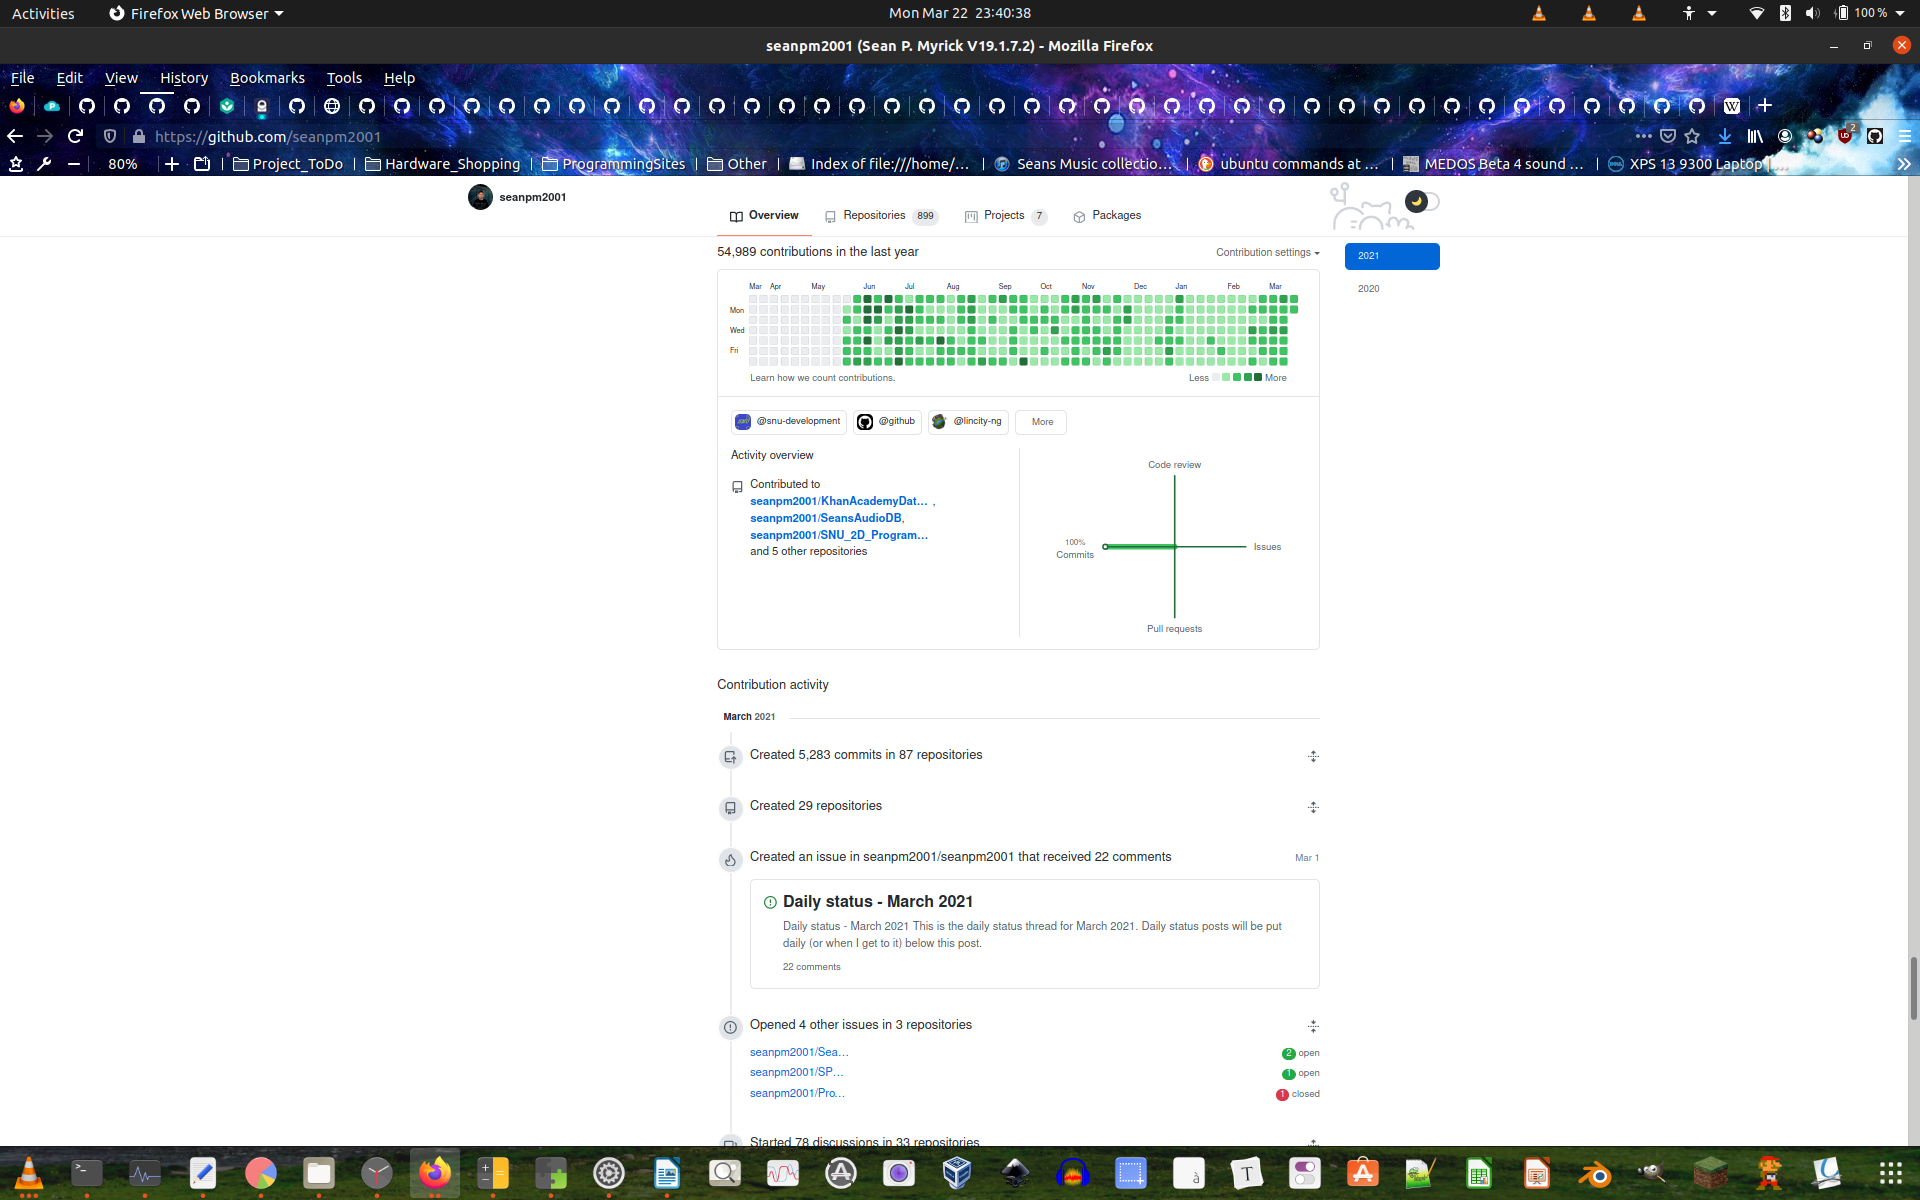 Activities
Firefox Web Browser
Mon Mar 22 23:40:38
100 %
seanpm2001 (Sean P. Myrick V19.1.7.2) - Mozilla Firefox
File Edit View History Bookmarks Tools Help
https://github.com/seanpm2001
2
80%
Project_ToDo
Hardware_Shopping
ProgrammingSites
Other
Index of file:///home/…
Seans Music collectio…
ubuntu commands at …
MEDOS Beta 4 sound …
XPS 13 9300 Laptop |…
seanpm2001
Overview
Repositories 899
Projects 7
Packages
54,989 contributions in the last year
Contribution settings
2021
2020
Mar Apr May Jun Jul Aug Sep Oct Nov Dec Jan Feb Mar
Mon
Wed
Fri
Learn how we count contributions.
Less More
@snu-development
@github
@lincity-ng
More
Activity overview
Contributed to
seanpm2001/KhanAcademyDat… ,
seanpm2001/SeansAudioDB,
seanpm2001/SNU_2D_Program…
and 5 other repositories
Code review
100%
Commits
Issues
Pull requests
Contribution activity
March 2021
Created 5,283 commits in 87 repositories
Created 29 repositories
Created an issue in seanpm2001/seanpm2001 that received 22 comments
Mar 1
Daily status - March 2021
Daily status - March 2021 This is the daily status thread for March 2021. Daily status posts will be put
daily (or when I get to it) below this post.
22 comments
Opened 4 other issues in 3 repositories
seanpm2001/Sea…
2 open
seanpm2001/SP…
1 open
seanpm2001/Pro…
1 closed
Started 78 discussions in 33 repositories